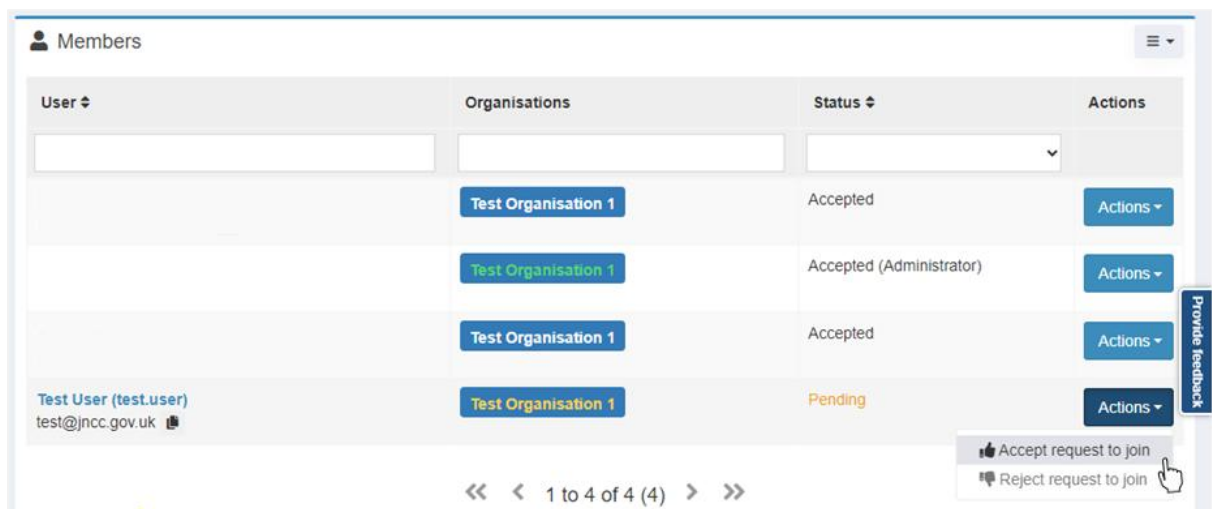 Members
User Organisations Status Actions
Test Organisation 1 Accepted Actions
Test Organisation 1 Accepted (Administrator) Actions
Test Organisation 1 Accepted Actions
Test User (test.user) Test Organisation 1 Pending Actions
test@jncc.gov.uk
Accept request to join
Reject request to join
1 to 4 of 4 (4)
Provide feedback